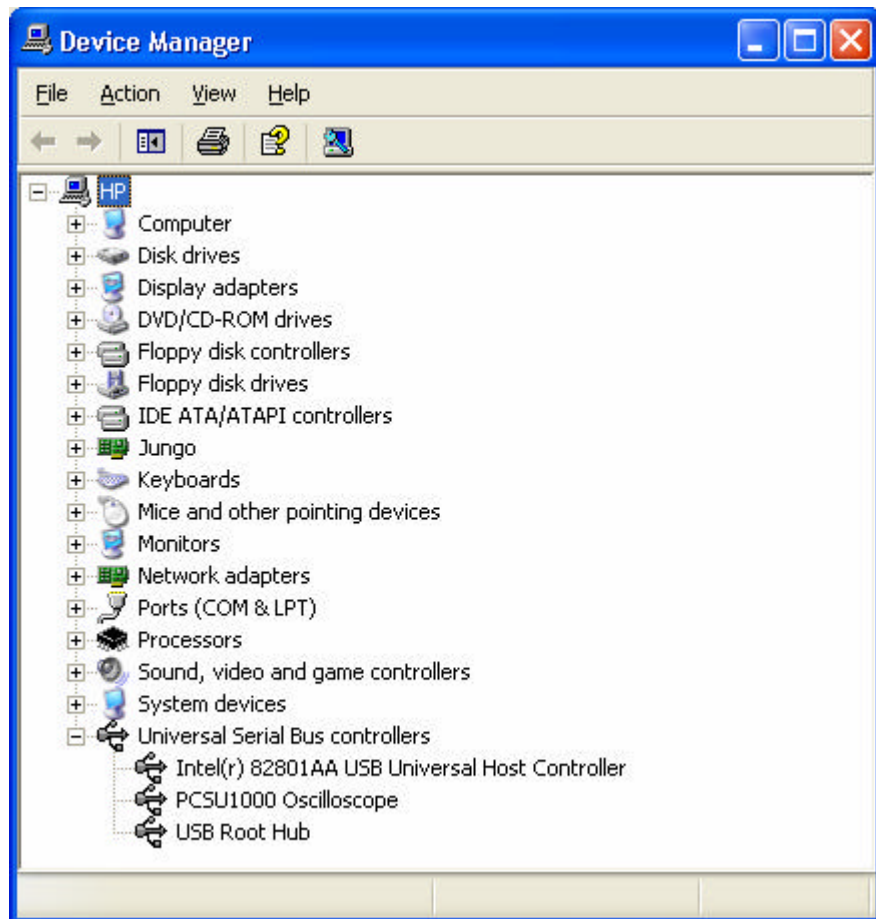 Device Manager
File Action View Help
HP
Computer
Disk drives
Display adapters
DVD/CD-ROM drives
Floppy disk controllers
Floppy disk drives
IDE ATA/ATAPI controllers
Jungo
Keyboards
Mice and other pointing devices
Monitors
Network adapters
Ports (COM & LPT)
Processors
Sound, video and game controllers
System devices
Universal Serial Bus controllers
Intel(r) 82801AA USB Universal Host Controller
PCSU1000 Oscilloscope
USB Root Hub